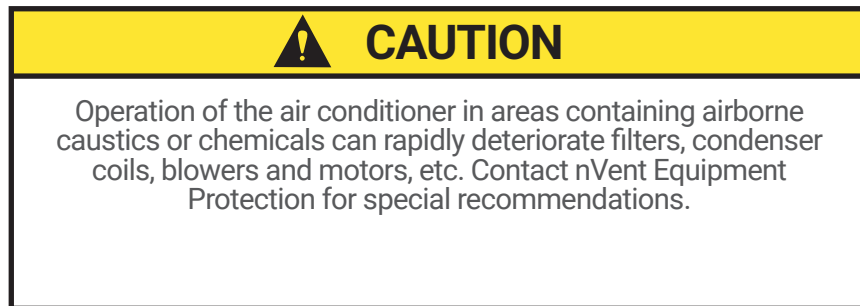 CAUTION
Operation of the air conditioner in areas containing airborne
caustics or chemicals can rapidly deteriorate filters, condenser
coils, blowers and motors, etc. Contact nVent Equipment
Protection for special recommendations.